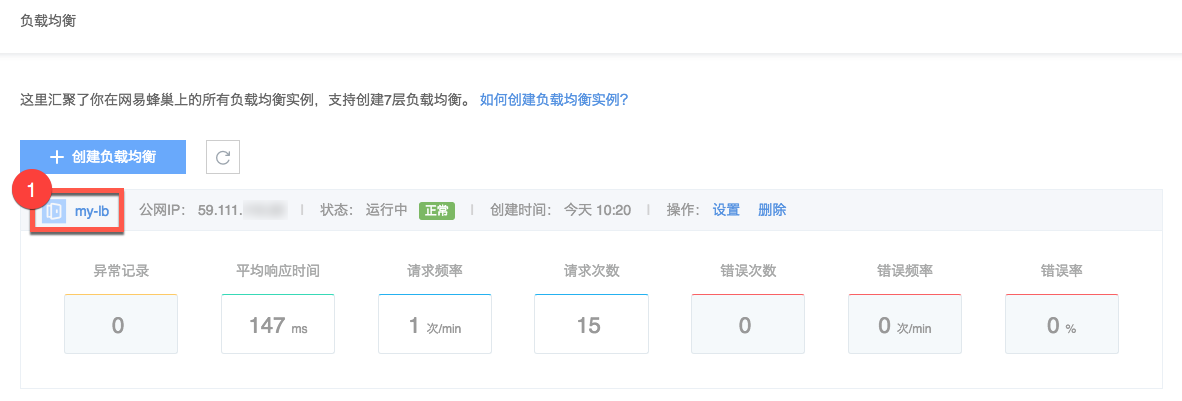 负载均衡
这里汇聚了你在网易蜂巢上的所有负载均衡实例，支持创建7层负载均衡。 如何创建负载均衡实例?
创建负载均衡
1
my-lb 公网IP: 59.111. 状态: 运行中 正常 创建时间: 今天 10:20 操作: 设置 删除
异常记录 平均响应时间 请求频率 请求次数 错误次数 错误频率 错误率
0 147 ms 1 次/min 15 0 0 次/min 0 %